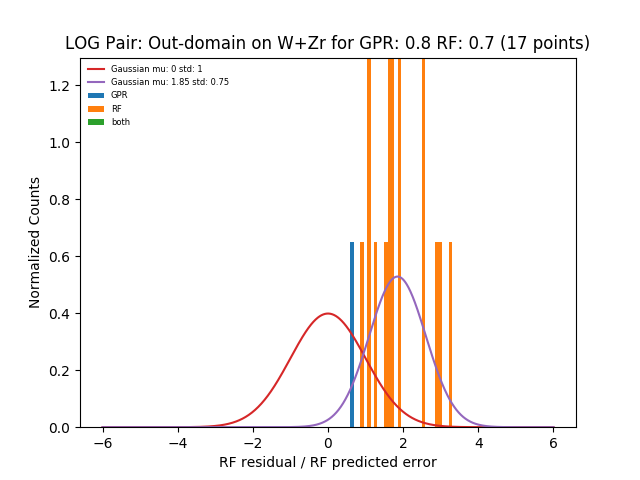 LOG Pair: Out-domain on W+Zr for GPR: 0.8 RF: 0.7 (17 points)
Gaussian mu: 0 std: 1
Gaussian mu: 1.85 std: 0.75
GPR
RF
both
Normalized Counts
1.2
1.0
0.8
0.6
0.4
0.2
0.0
−6 −4 −2 0 2 4 6
RF residual / RF predicted error